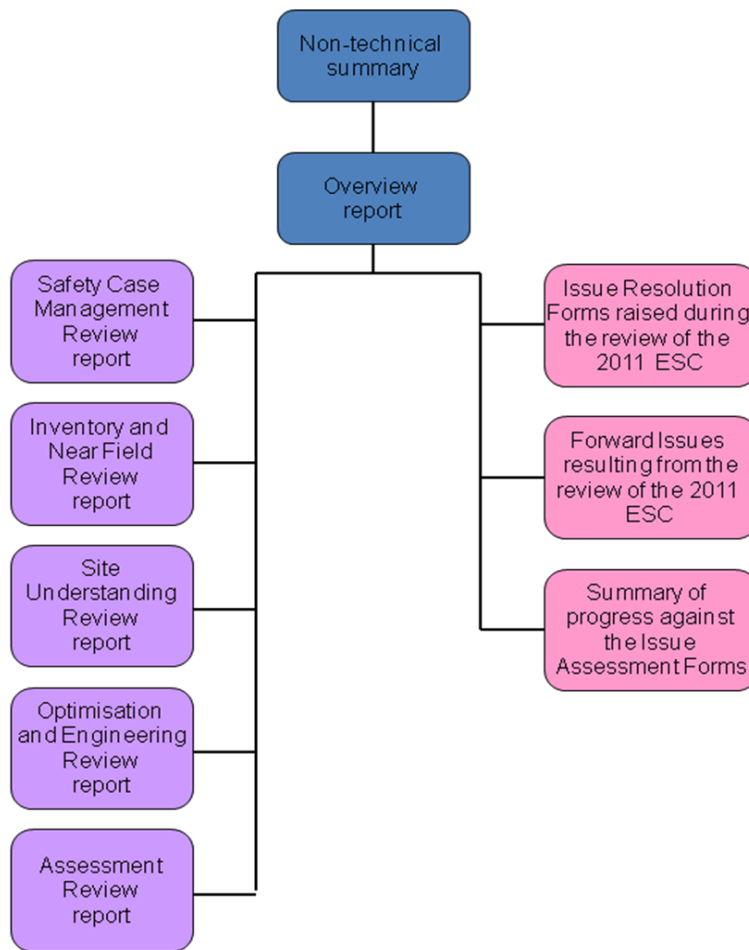 Non-technical
summary
Overview
report
Safety Case
Management
Review
report
Inventory and
Near Field
Review
report
Site
Understanding
Review
report
Optimisation
and Engineering
Review
report
Assessment
Review
report
Issue Resolution
Forms raised during
the review of the
2011 ESC
Forward Issues
resulting from the
review of the 2011
ESC
Summary of
progress against
the Issue
Assessment Forms